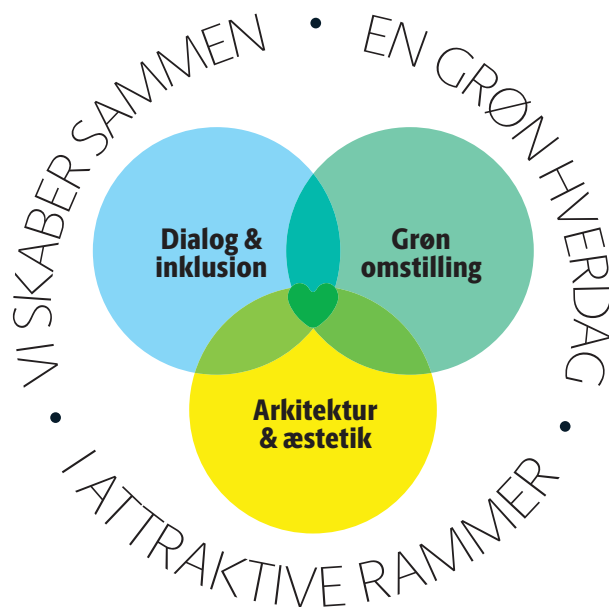 VI SKABER SAMMEN • EN GRØN HVERDAG • I ATTRAKTIVE RAMMER •
Dialog &
inklusion
Grøn
omstilling
Arkitektur
& æstetik